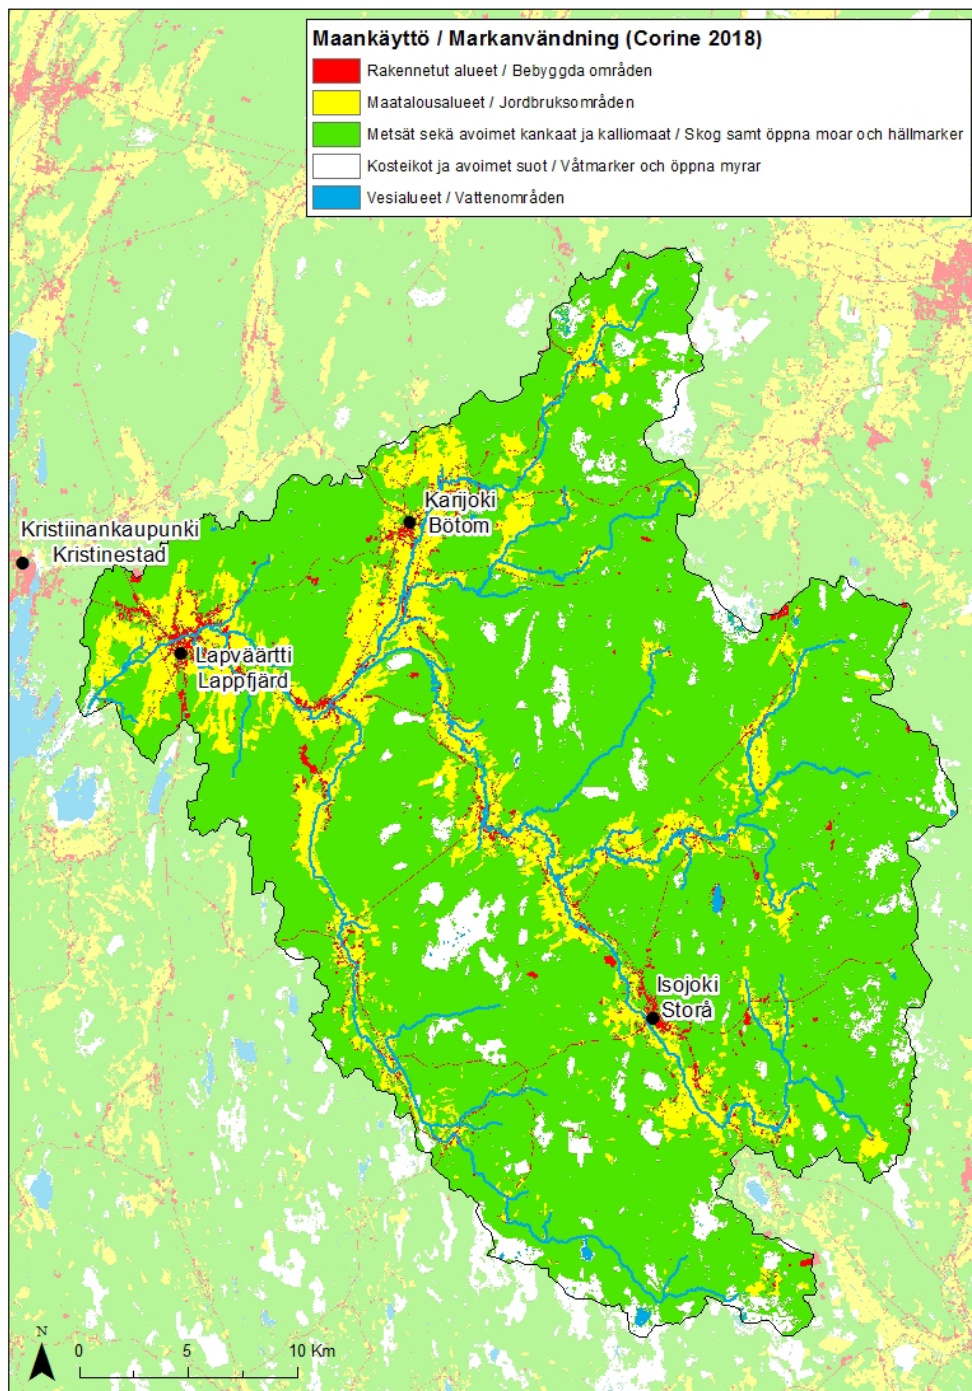 Maankäyttö / Markanvändning (Corine 2018)
Rakennetut alueet / Bebyggda områden
Maatalousalueet / Jordbruksområden
Metsät sekä avoimet kankaat ja kalliomaat / Skog samt öppna moar och hällmarker
Kosteikot ja avoimet suot / Våtmarker och öppna myrar
Vesialueet / Vattenområden
Karijoki
Bötom
Kristiinankaupunki
Kristinestad
Lapväärtti
Lappfjärd
Isojoki
Storå
N
0 5 10 Km